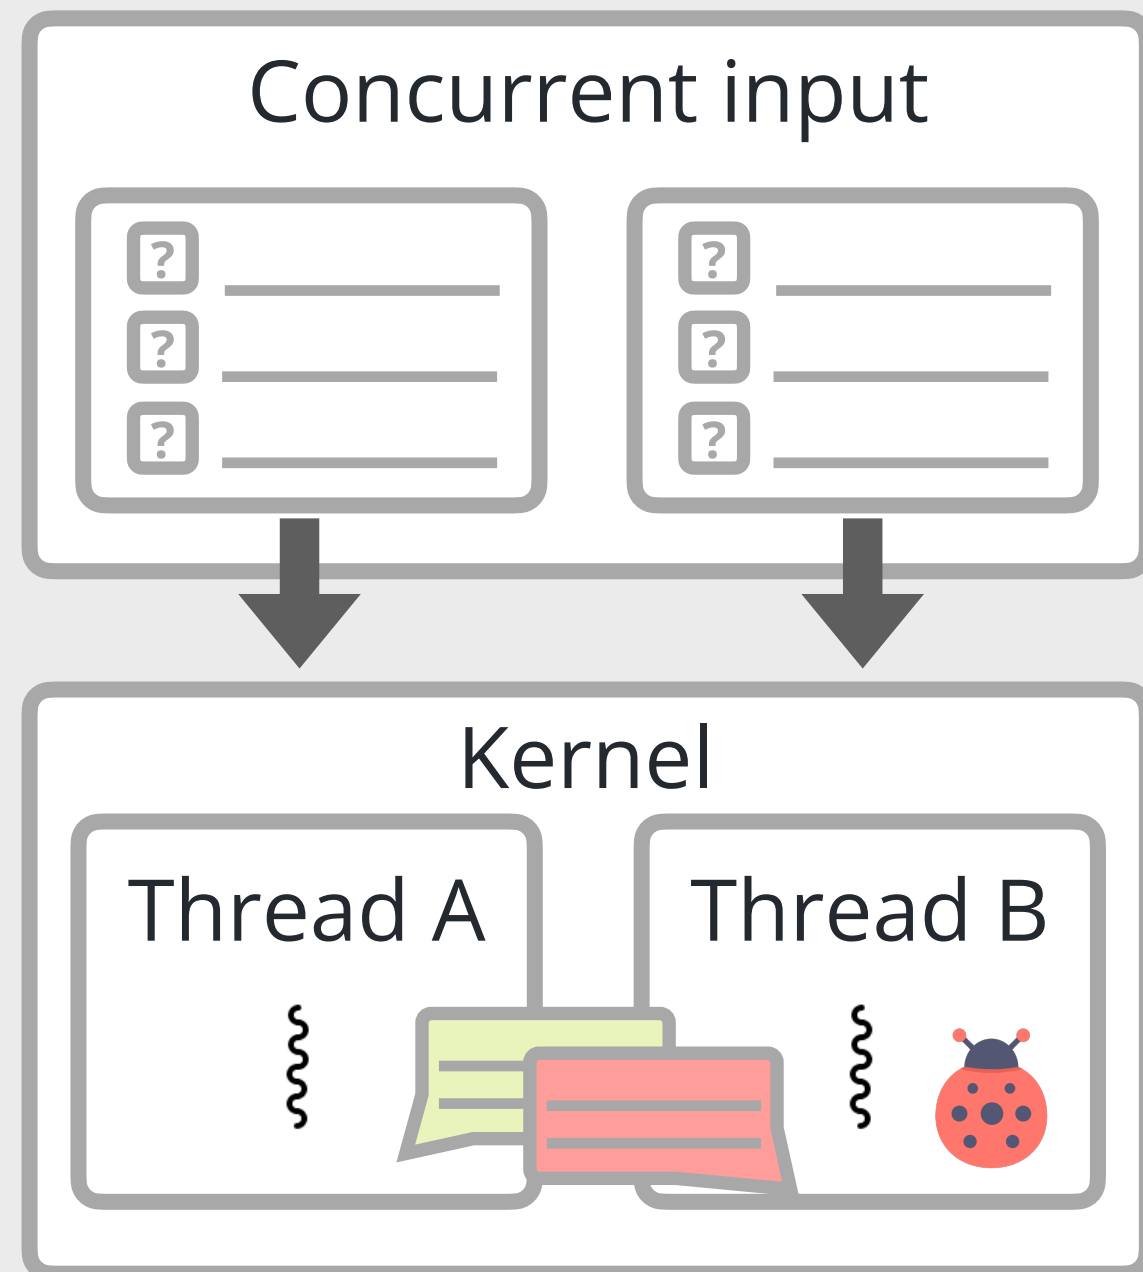 Concurrent input
? ?
? ?
? ?
Kernel
Thread A
Thread B